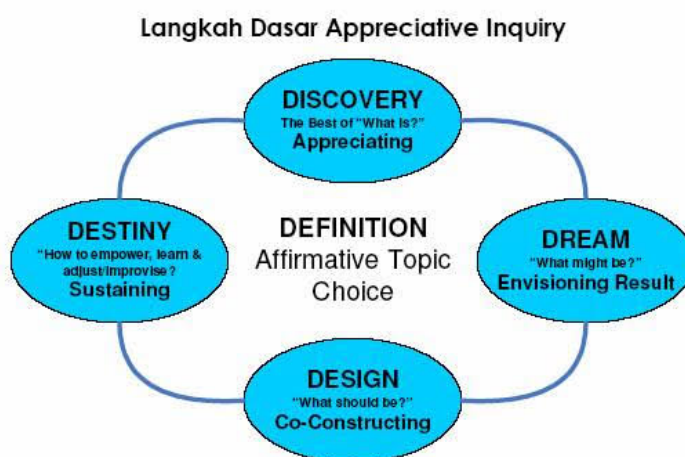 Langkah Dasar Appreciative Inquiry
DISCOVERY
The Best of "What Is?"
Appreciating
DESTINY
"How to empower, learn &
adjust/improvise?
Sustaining
DEFINITION
Affirmative Topic
Choice
DREAM
"What might be?"
Envisioning Result
DESIGN
"What should be?"
Co-Constructing